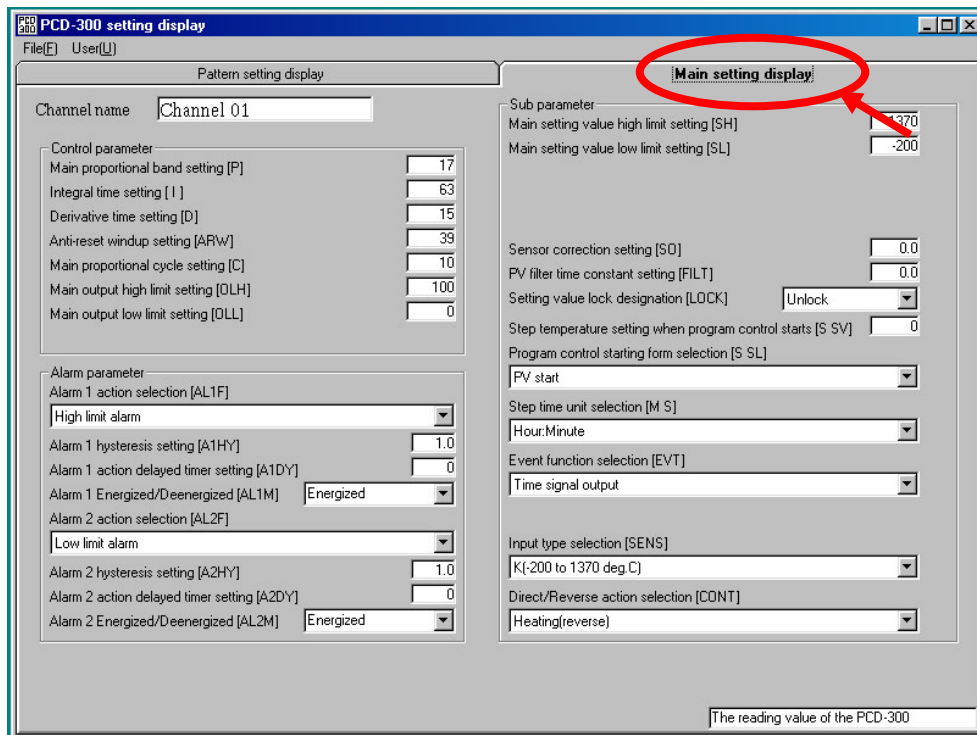 PCD-300 setting display
File(F) User(U)
Pattern setting display
Main setting display
Channel name Channel 01
Control parameter
Main proportional band setting [P] 17
Integral time setting [ I ] 63
Derivative time setting [D] 15
Anti-reset windup setting [ARW] 39
Main proportional cycle setting [C] 10
Main output high limit setting [OLH] 100
Main output low limit setting [OLL] 0
Alarm parameter
Alarm 1 action selection [AL1F]
High limit alarm
Alarm 1 hysteresis setting [A1HY] 1.0
Alarm 1 action delayed timer setting [A1DY] 0
Alarm 1 Energized/Deenergized [AL1M] Energized
Alarm 2 action selection [AL2F]
Low limit alarm
Alarm 2 hysteresis setting [A2HY] 1.0
Alarm 2 action delayed timer setting [A2DY] 0
Alarm 2 Energized/Deenergized [AL2M] Energized
Sub parameter
Main setting value high limit setting [SH] 1370
Main setting value low limit setting [SL] -200
Sensor correction setting [SO] 0.0
PV filter time constant setting [FILT] 0.0
Setting value lock designation [LOCK] Unlock
Step temperature setting when program control starts [S SV] 0
Program control starting form selection [S SL]
PV start
Step time unit selection [M S]
Hour:Minute
Event function selection [EVT]
Time signal output
Input type selection [SENS]
K(-200 to 1370 deg.C)
Direct/Reverse action selection [CONT]
Heating(reverse)
The reading value of the PCD-300